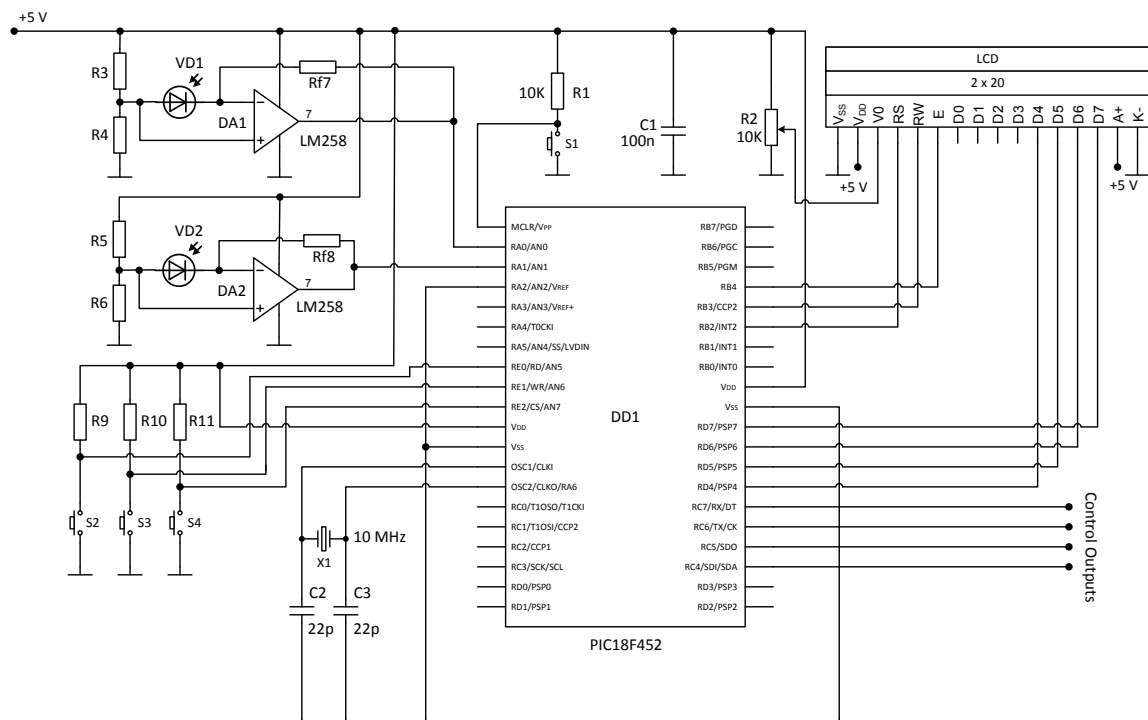 +5 V
R3
VD1
Rf7
R4
DA1
7
LM258
10K
R1
S1
C1
100n
R2
10K
LCD
2 x 20
VSS
VDD
V0
RS
RW
E
D0
D1
D2
D3
D4
D5
D6
D7
A+
K-
+5 V
+5 V
R5
VD2
Rf8
R6
DA2
7
LM258
MCLR/VPP
RA0/AN0
RA1/AN1
RA2/AN2/VREF
RA3/AN3/VREF+
RA4/T0CKI
RA5/AN4/SS/LVDIN
RE0/RD/AN5
RE1/WR/AN6
RE2/CS/AN7
VDD
VSS
OSC1/CLKI
OSC2/CLKO/RA6
RC0/T1OSO/T1CKI
RC1/T1OSI/CCP2
RC2/CCP1
RC3/SCK/SCL
RD0/PSP0
RD1/PSP1
DD1
RB7/PGD
RB6/PGC
RB5/PGM
RB4
RB3/CCP2
RB2/INT2
RB1/INT1
RB0/INT0
VDD
VSS
RD7/PSP7
RD6/PSP6
RD5/PSP5
RD4/PSP4
RC7/RX/DT
RC6/TX/CK
RC5/SDO
RC4/SDI/SDA
RD3/PSP3
RD2/PSP2
PIC18F452
R9
R10
R11
S2
S3
S4
X1
10 MHz
C2
22p
C3
22p
Control Outputs